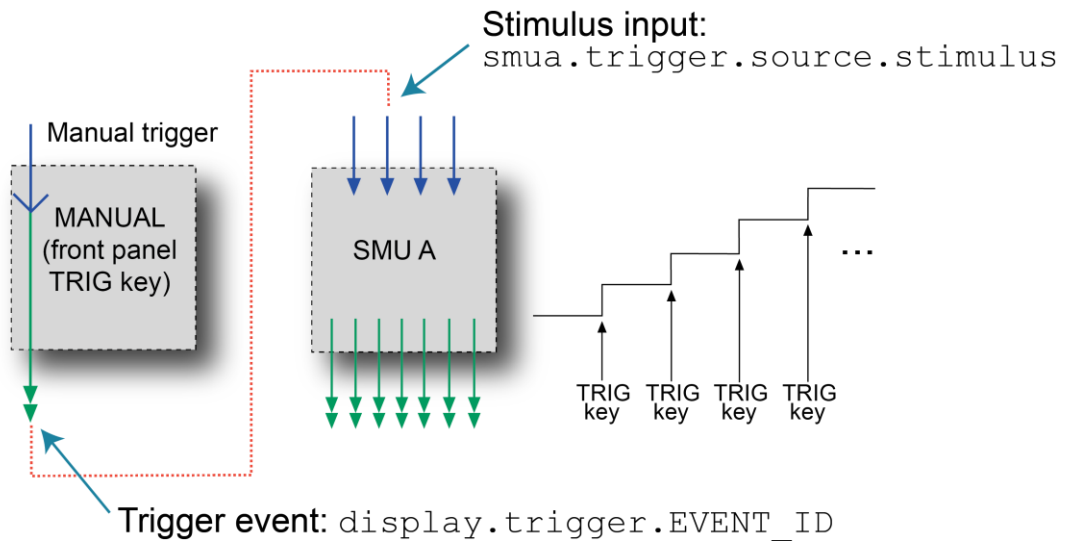 Stimulus input:
smua.trigger.source.stimulus
Manual trigger
MANUAL
(front panel
TRIG key)
SMU A
...
TRIG
key
TRIG
key
TRIG
key
TRIG
key
Trigger event: display.trigger.EVENT_ID